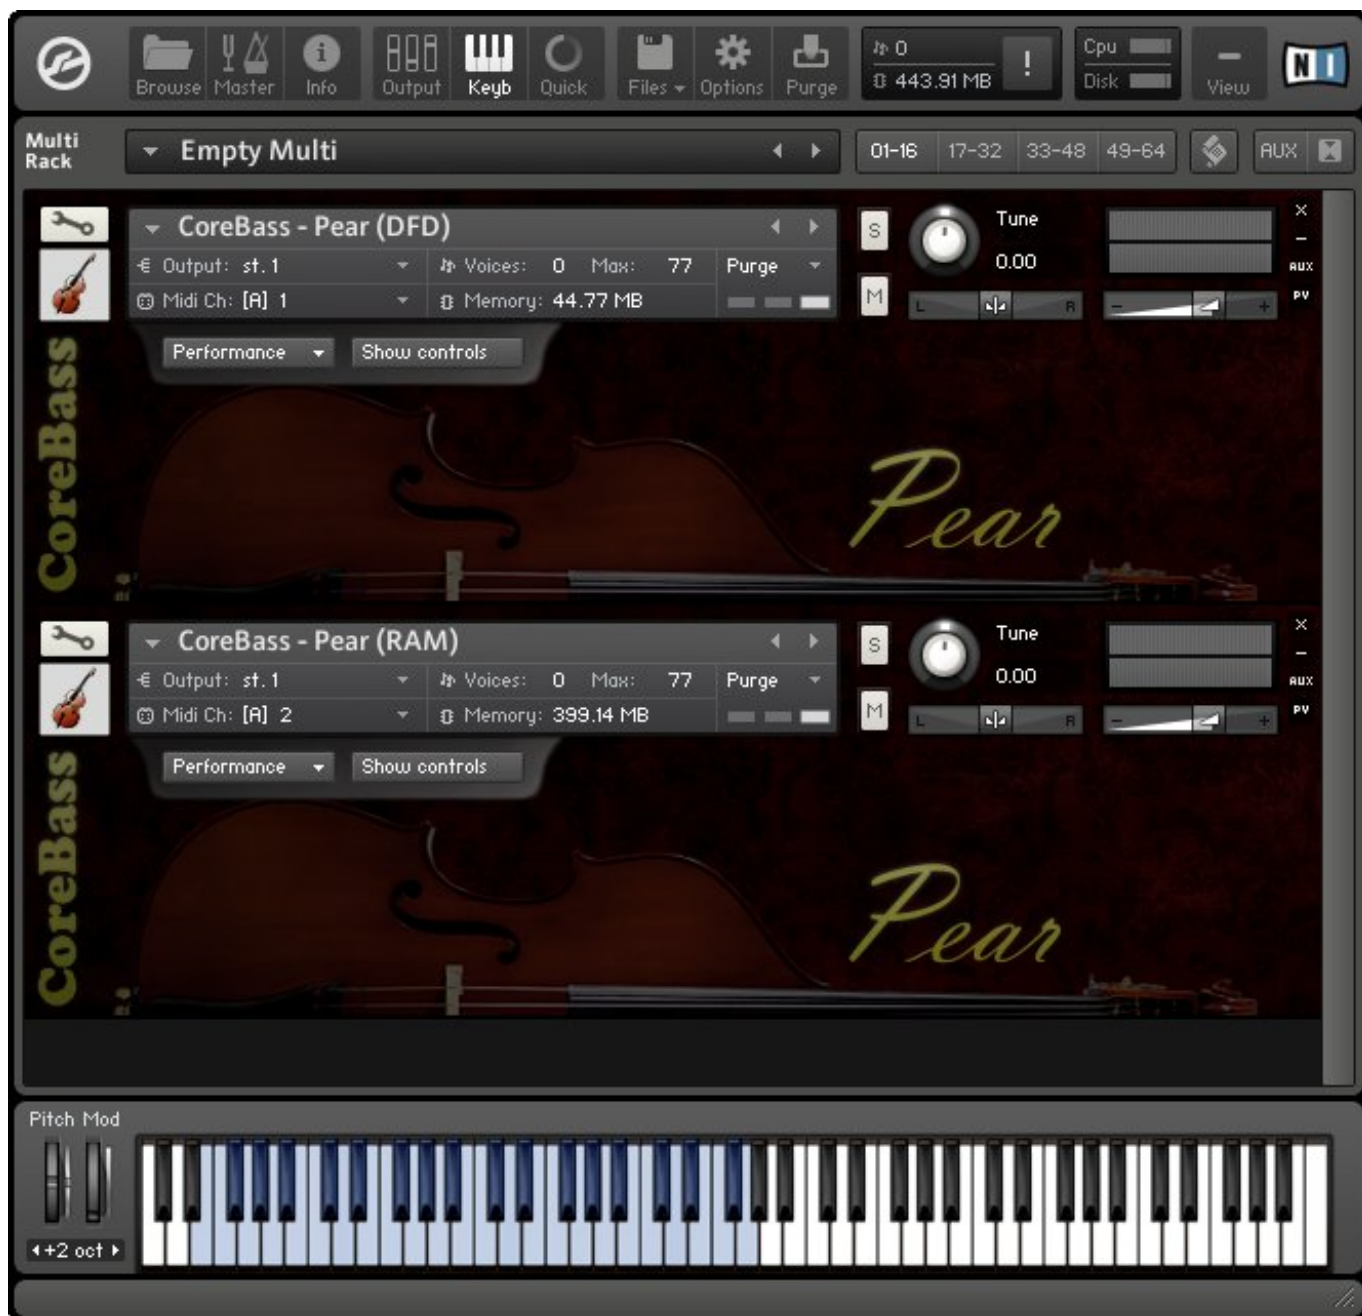 Browse Master Info Output Keyb Quick Files Options Purge View
0
443.91 MB
!
Cpu
Disk
NI
Multi
Rack
Empty Multi
01-16 17-32 33-48 49-64 AUX
CoreBass - Pear (DFD)
Output: st. 1 Voices: 0 Max: 77 Purge
Midi Ch: [A] 1 Memory: 44.77 MB
S
M
Tune
0.00
L R
- +
×
-
AUX
PV
Performance Show controls
CoreBass
Pear
CoreBass - Pear (RAM)
Output: st. 1 Voices: 0 Max: 77 Purge
Midi Ch: [A] 2 Memory: 399.14 MB
S
M
Tune
0.00
L R
- +
×
-
AUX
PV
Performance Show controls
CoreBass
Pear
Pitch Mod
+2 oct